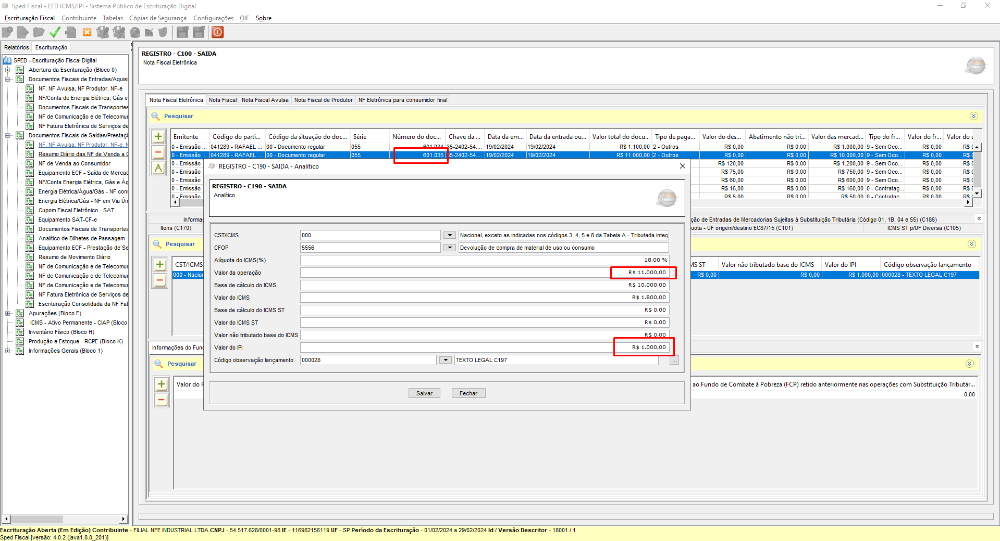 Sped Fiscal - EFD ICMS/IPI - Sistema Público de Escrituração Digital
Escrituração Fiscal Contribuinte Tabelas Cópias de Segurança Configurações OIE Sobre
Relatórios Escrituração
SPED - Escrituração Fiscal Digital
Abertura da Escrituração (Bloco 0)
Documentos Fiscais de Entradas/Aquisi
NF, NF Avulsa, NF Produtor, NF-e
NF/Conta de Energia Elétrica, Gás e
Documentos Fiscais de Transportes
NF de Comunicação e de Telecomur
NF Fatura Eletrônica de Serviços de
Documentos Fiscais de Saídas/Prestaçõ
NF, NF Avulsa, NF Produtor, NF-e, N
Resumo Diário das NF de Venda a C
NF de Venda ao Consumidor
Equipamento ECF - Saída de Mercac
NF/Conta Energia Elétrica, Gás e Ág
Energia Elétrica/Água/Gás - NF con:
Energia Elétrica/Gás - NF em Via Ún
Cupom Fiscal Eletrônico - SAT
Equipamento SAT-CF-e
Documentos Fiscais de Transportes
Analítico de Bilhetes de Passagem
Equipamento ECF - Prestação de Se
Resumo de Movimento Diário
NF de Comunicação e de Telecomur
NF de Comunicação e de Telecomur
NF de Comunicação e de Telecomur
NF Fatura Eletrônica de Serviços de
Escrituração Consolidada da NF Fat
Apurações (Bloco E)
ICMS - Ativo Permanente - CIAP (Bloco
Inventário Físico (Bloco H)
Produção e Estoque - RCPE (Bloco K)
Informações Gerais (Bloco 1)
REGISTRO - C100 - SAIDA
Nota Fiscal Eletrônica
Nota Fiscal Eletrônica Nota Fiscal Nota Fiscal Avulsa Nota Fiscal de Produtor NF Eletrônica para consumidor final
Pesquisar
Emitente Código do parti... Código da situação do doc... Série Número do doc... Chave da ... Data da em... Data da entrada ou... Valor total do docu... Tipo de paga... Valor do des... Abatimento não tri... Valor das mercad... Tipo do fr... Valor do fr... Valor do s
0 - Emissão ... 041289 - RAFAEL ... 00 - Documento regular 055 601.034 35-2402-54.... 19/02/2024 19/02/2024 R$ 1.100,00 2 - Outros R$ 0,00 R$ 0,00 R$ 1.000,00 9 - Sem Oco... R$ 0,00 R$ 0
0 - Emissão ... 041289 - RAFAEL ... 00 - Documento regular 055 601.035 35-2402-54.... 19/02/2024 19/02/2024 R$ 11.000,00 2 - Outros R$ 0,00 R$ 0,00 R$ 10.000,00 9 - Sem Oco... R$ 0,00 R$ 0
0 - Emissão R$ 120,00 R$ 0,00 R$ 1.200,00 9 - Sem Oco... R$ 0,00 R$ 0
0 - Emissão R$ 75,00 R$ 0,00 R$ 750,00 9 - Sem Oco... R$ 0,00 R$ 0
0 - Emissão R$ 60,00 R$ 0,00 R$ 600,00 9 - Sem Oco... R$ 0,00 R$ 0
0 - Emissão R$ 16,00 R$ 0,00 R$ 160,00 0 - Contrataç... R$ 0,00 R$ 0
0 - Emissão R$ 5,00 R$ 0,00 R$ 50,00 0 - Contratac... R$ 0,00 R$ 0
Informaç ção de Entradas de Mercadorias Sujeitas à Substituição Tributária (Código 01, 1B, 04 e 55) (C186)
Itens (C170) uota - UF origem/destino EC87/15 (C101) ICMS ST p/UF Diversa (C105)
Pesquisar
CST/ICMS MS ST Valor não tributado base do ICMS Valor do IPI Código observação lançamento
000 - Nacion R$ 0,00 R$ 0,00 R$ 1.000,00 000028 - TEXTO LEGAL C197
Informações do Fund
Pesquisar
Valor do F ao Fundo de Combate à Pobreza (FCP) retido anteriormente nas operações com Substituição Tributár...
0,00
REGISTRO - C190 - SAIDA - Analítico
REGISTRO - C190 - SAIDA
Analítico
CST/ICMS 000 Nacional, exceto as indicadas nos códigos 3, 4, 5 e 8 da Tabela A - Tributada integ
CFOP 5556 Devolução de compra de material de uso ou consumo
Alíquota do ICMS(%) 18,00 %
Valor da operação R$ 11.000,00
Base de cálculo do ICMS R$ 10.000,00
Valor do ICMS R$ 1.800,00
Base de cálculo do ICMS ST R$ 0,00
Valor do ICMS ST R$ 0,00
Valor não tributado base do ICMS R$ 0,00
Valor do IPI R$ 1.000,00
Código observação lançamento 000028 TEXTO LEGAL C197 ...
Salvar Fechar
Escrituração Aberta (Em Edição) Contribuinte - FILIAL NFE INDUSTRIAL LTDA CNPJ - 54.517.628/0001-98 IE - 116982156119 UF - SP Período da Escrituração - 01/02/2024 a 29/02/2024 Id / Versão Descritor - 18001 / 1
Sped Fiscal [versão: 4.0.2 (java1.8.0_201)]